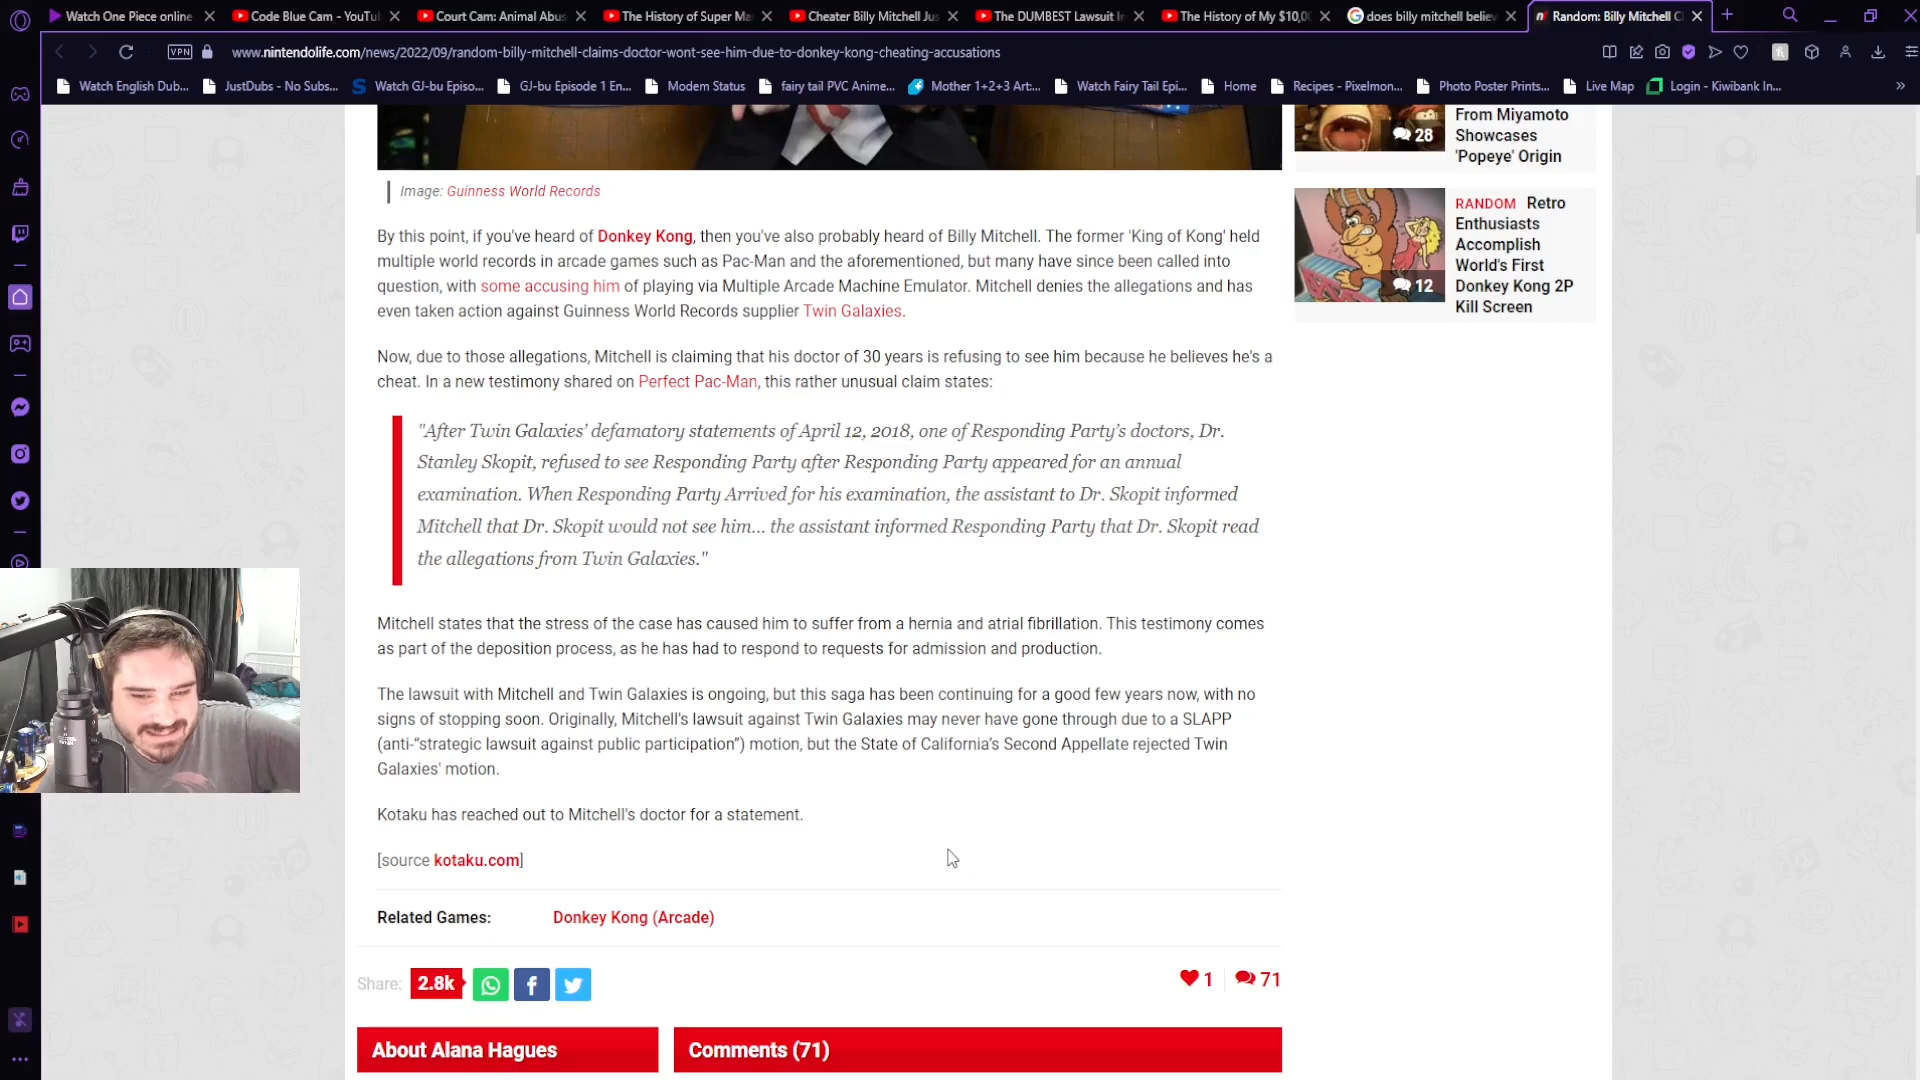 Watch One Piece online
Code Blue Cam - YouTu
Court Cam: Animal Abus
The History of Super Ma
Cheater Billy Mitchell Jus
The DUMBEST Lawsuit I
The History of My $10,0
does billy mitchell believ
Random: Billy Mitchell C
VPN
www.nintendolife.com/news/2022/09/random-billy-mitchell-claims-doctor-wont-see-him-due-to-donkey-kong-cheating-accusations
Watch English Dub...
JustDubs - No Subs...
Watch GJ-bu Episo...
GJ-bu Episode 1 En...
Modem Status
fairy tail PVC Anime...
Mother 1+2+3 Art:...
Watch Fairy Tail Epi...
Home
Recipes - Pixelmon...
Photo Poster Prints...
Live Map
Login - Kiwibank In...
Image: Guinness World Records
By this point, if you've heard of Donkey Kong, then you've also probably heard of Billy Mitchell. The former 'King of Kong' held
multiple world records in arcade games such as Pac-Man and the aforementioned, but many have since been called into
question, with some accusing him of playing via Multiple Arcade Machine Emulator. Mitchell denies the allegations and has
even taken action against Guinness World Records supplier Twin Galaxies.
Now, due to those allegations, Mitchell is claiming that his doctor of 30 years is refusing to see him because he believes he's a
cheat. In a new testimony shared on Perfect Pac-Man, this rather unusual claim states:
"After Twin Galaxies' defamatory statements of April 12, 2018, one of Responding Party's doctors, Dr.
Stanley Skopit, refused to see Responding Party after Responding Party appeared for an annual
examination. When Responding Party Arrived for his examination, the assistant to Dr. Skopit informed
Mitchell that Dr. Skopit would not see him... the assistant informed Responding Party that Dr. Skopit read
the allegations from Twin Galaxies."
Mitchell states that the stress of the case has caused him to suffer from a hernia and atrial fibrillation. This testimony comes
as part of the deposition process, as he has had to respond to requests for admission and production.
The lawsuit with Mitchell and Twin Galaxies is ongoing, but this saga has been continuing for a good few years now, with no
signs of stopping soon. Originally, Mitchell's lawsuit against Twin Galaxies may never have gone through due to a SLAPP
(anti-“strategic lawsuit against public participation”) motion, but the State of California’s Second Appellate rejected Twin
Galaxies' motion.
Kotaku has reached out to Mitchell's doctor for a statement.
[source kotaku.com]
Related Games: Donkey Kong (Arcade)
Share: 2.8k
1
71
About Alana Hagues
Comments (71)
28
From Miyamoto
Showcases
'Popeye' Origin
12
RANDOM Retro
Enthusiasts
Accomplish
World's First
Donkey Kong 2P
Kill Screen